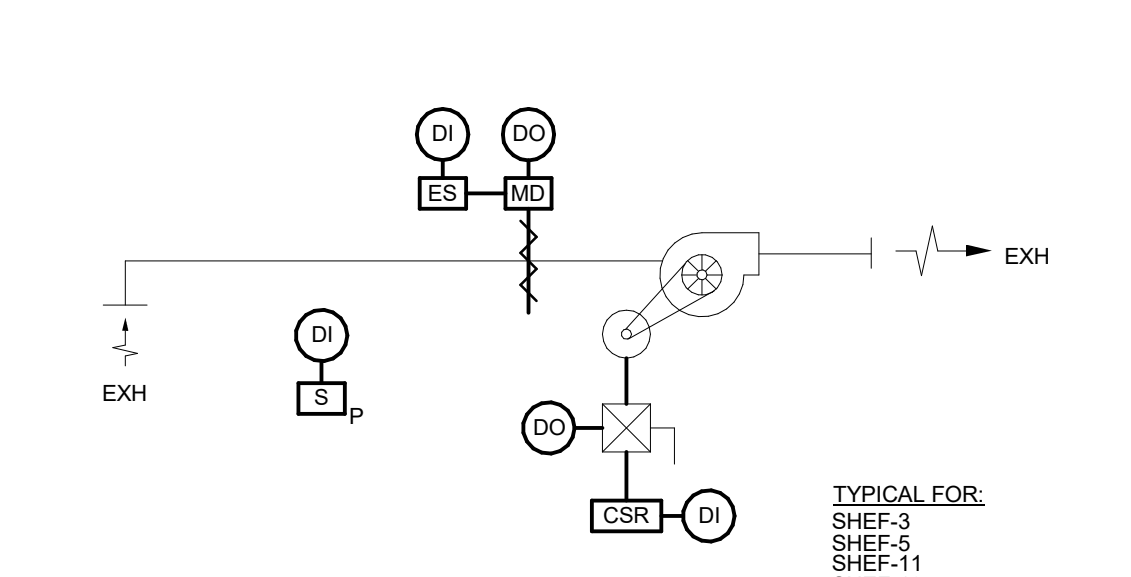 DI DO
ES MD
EXH
DI
EXH
S
P
DO
TYPICAL FOR:
CSR DI
SHEF-3
SHEF-5
SHEF-11